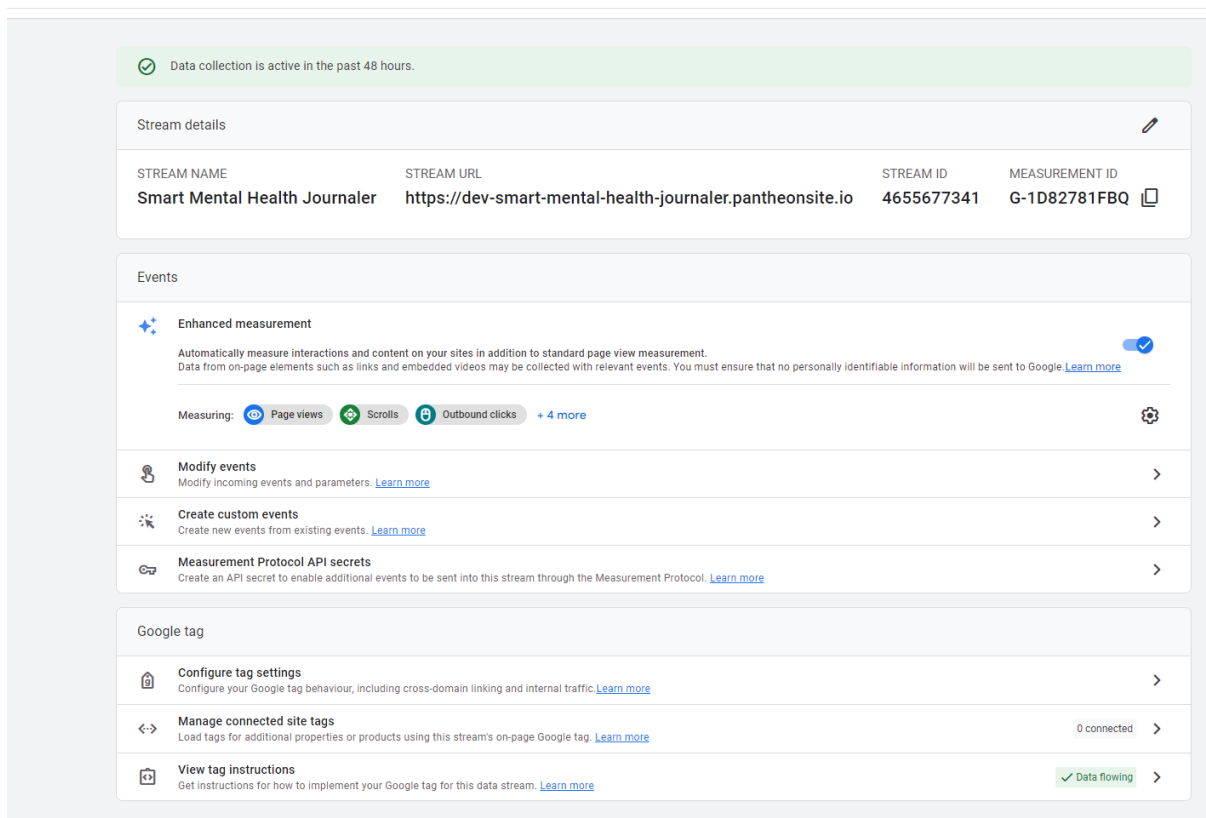 Data collection is active in the past 48 hours.
Stream details
STREAM NAME
Smart Mental Health Journaler
STREAM URL
https://dev-smart-mental-health-journaler.pantheonsite.io
STREAM ID
4655677341
MEASUREMENT ID
G-1D82781FBQ
Events
Enhanced measurement
Automatically measure interactions and content on your sites in addition to standard page view measurement.
Data from on-page elements such as links and embedded videos may be collected with relevant events. You must ensure that no personally identifiable information will be sent to Google. Learn more
Measuring: Page views Scrolls Outbound clicks + 4 more
Modify events
Modify incoming events and parameters. Learn more
Create custom events
Create new events from existing events. Learn more
Measurement Protocol API secrets
Create an API secret to enable additional events to be sent into this stream through the Measurement Protocol. Learn more
Google tag
Configure tag settings
Configure your Google tag behaviour, including cross-domain linking and internal traffic. Learn more
Manage connected site tags
Load tags for additional properties or products using this stream's on-page Google tag. Learn more
0 connected
View tag instructions
Get instructions for how to implement your Google tag for this data stream. Learn more
Data flowing